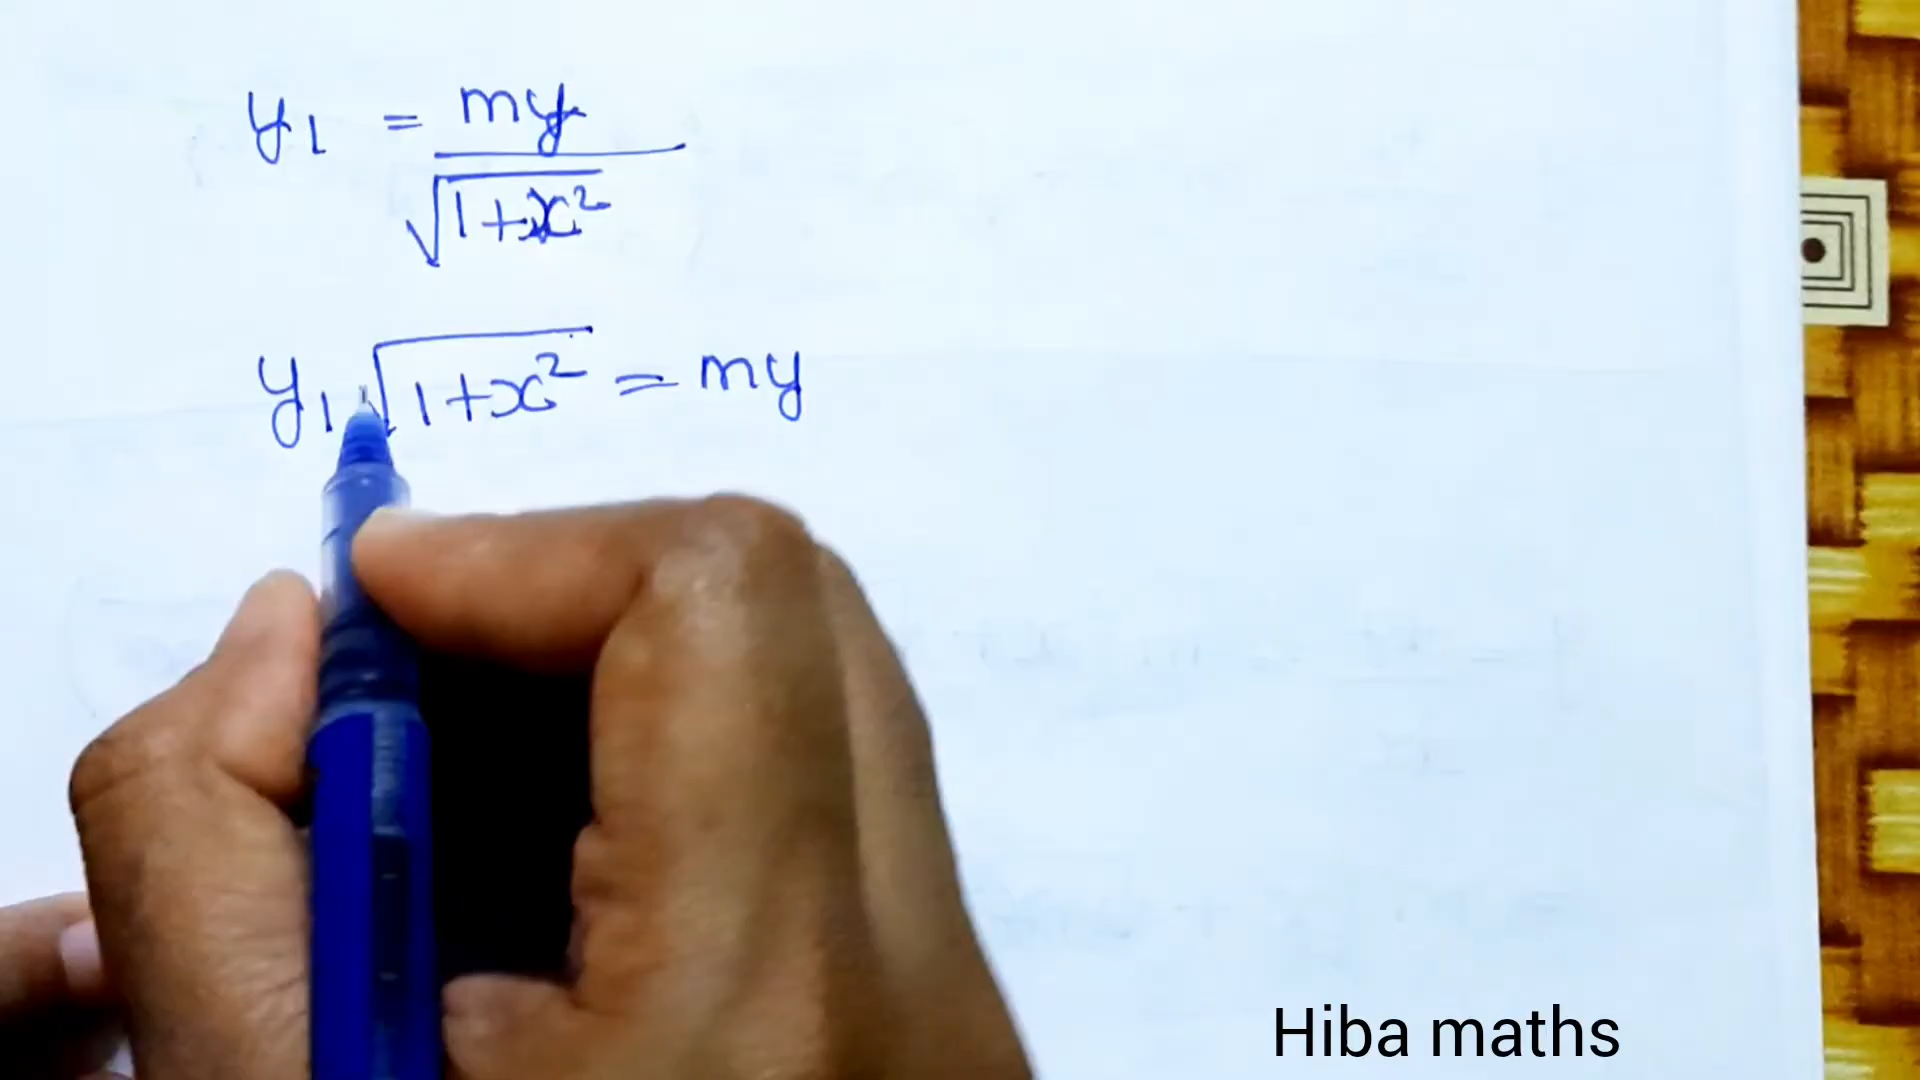 y₁ = my / √1+x²
y₁ √1+x² = my
Hiba maths